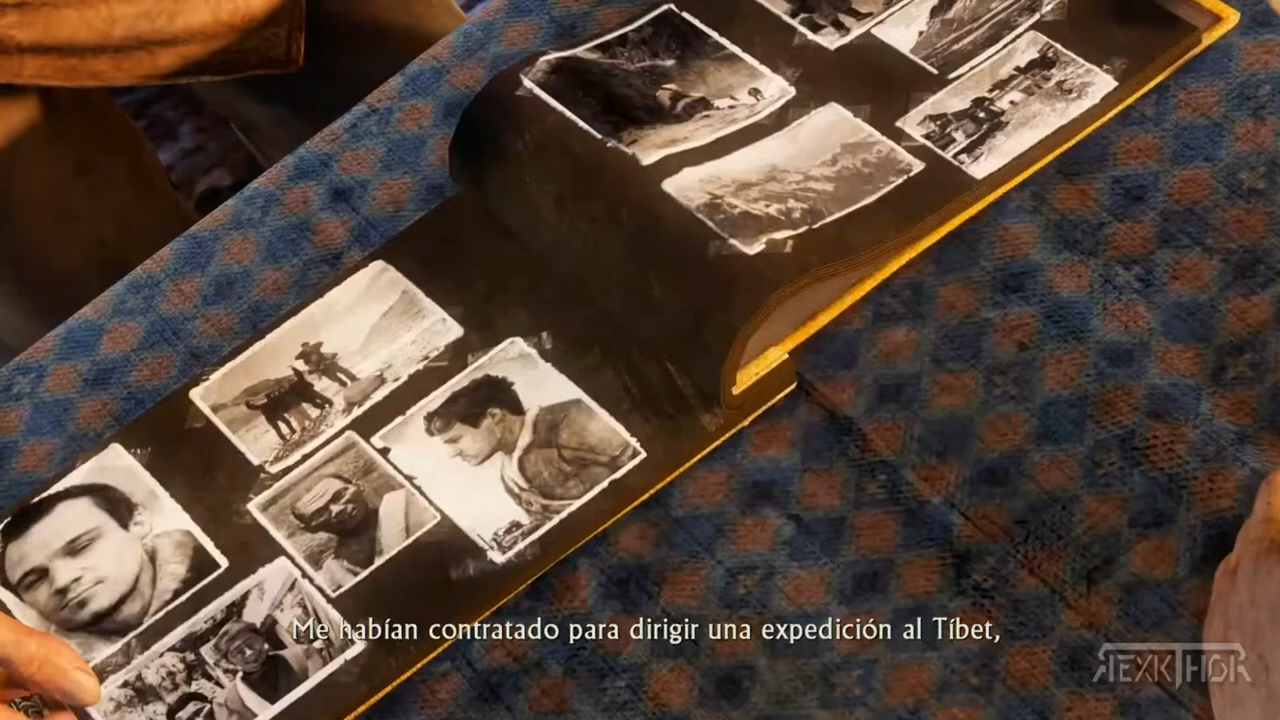 Me habían contratado para dirigir una expedición al Tíbet,
REXKTHOR